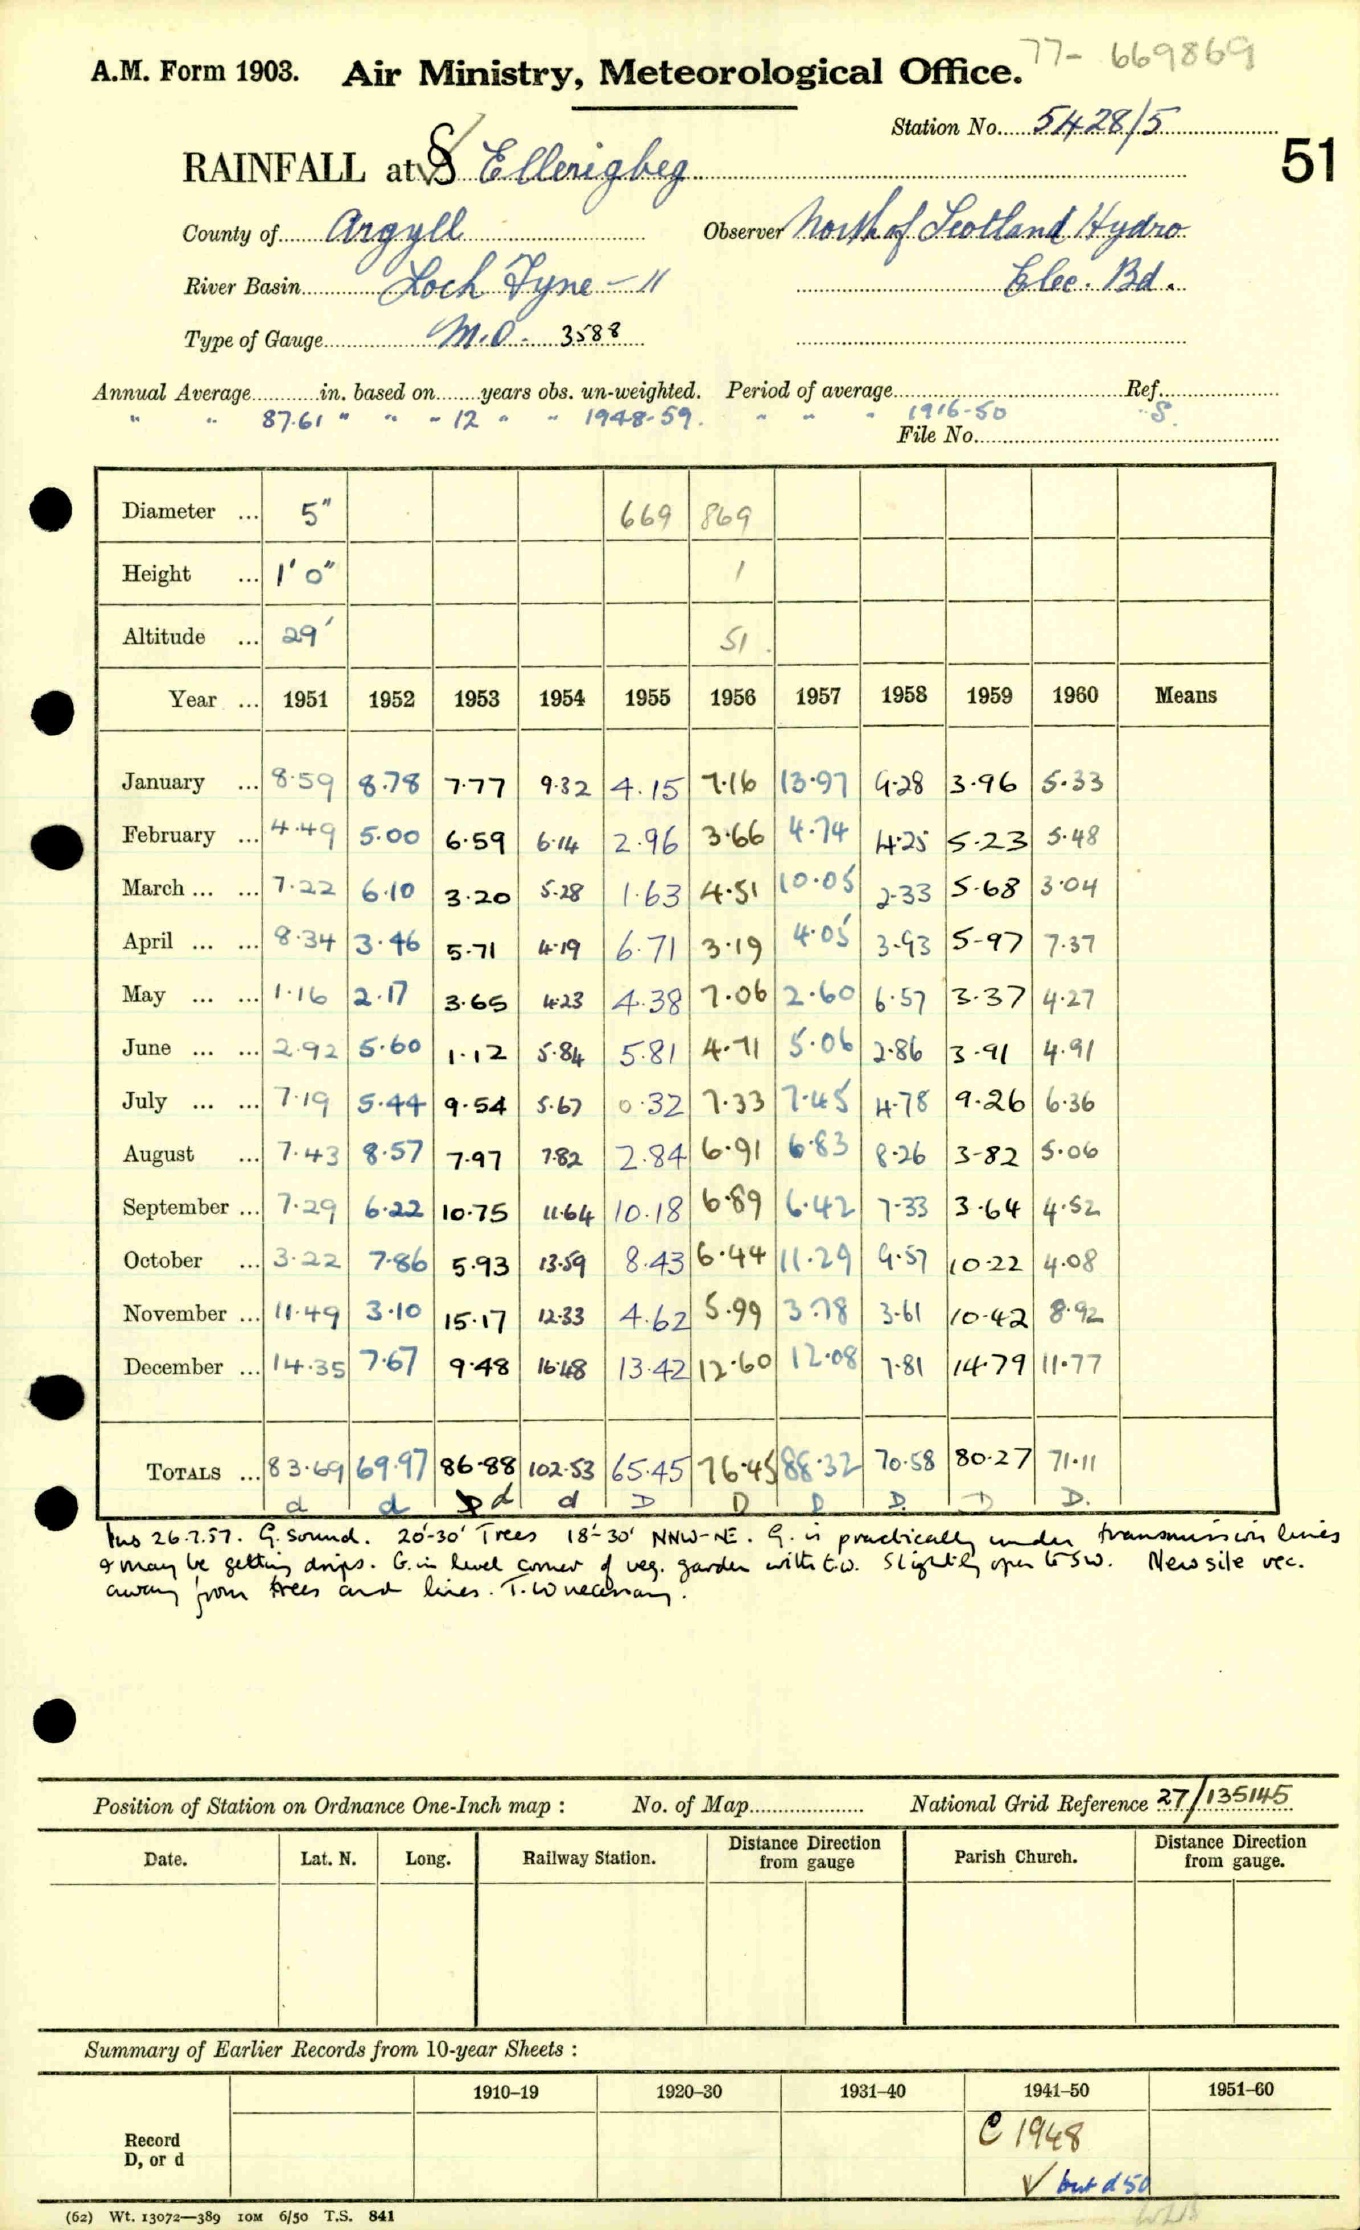 77- 669869
A.M. Form 1903. Air Ministry, Meteorological Office.
Station No. 5428/5
51
RAINFALL at Ellerigbeg
County of Argyll Observer North of Scotland Hydro
River Basin Loch Fyne - 11 Elec. Bd.
Type of Gauge M.O. 3588
Annual Average in. based on years obs. un-weighted. Period of average Ref.
" " 87.61 " " " 12 " " 1948-59. " " " 1916-50 " S.
File No.
Diameter ... 5" 669 869
Height ... 1' 0" 1
Altitude ... 29' 51.
Year ... 1951 1952 1953 1954 1955 1956 1957 1958 1959 1960 Means
January ... 8.59 8.78 7.77 9.32 4.15 7.16 13.97 9.28 3.96 5.33
February ... 4.49 5.00 6.59 6.14 2.96 3.66 4.74 4.25 5.23 5.48
March ... ... 7.22 6.10 3.20 5.28 1.63 4.51 10.05 2.33 5.68 3.04
April ... ... 8.34 3.46 5.71 4.19 6.71 3.19 4.05 3.93 5.97 7.37
May ... ... 1.16 2.17 3.65 4.23 4.38 7.06 2.60 6.57 3.37 4.27
June ... ... 2.92 5.60 1.12 5.84 5.81 4.71 5.06 2.86 3.91 4.91
July ... ... 7.19 5.44 9.54 5.67 0.32 7.33 7.45 4.78 9.26 6.36
August ... 7.43 8.57 7.97 7.82 2.84 6.91 6.83 8.26 3.82 5.06
September ... 7.29 6.22 10.75 11.64 10.18 6.89 6.42 7.33 3.64 4.52
October ... 3.22 7.86 5.93 13.59 8.43 6.44 11.29 9.57 10.22 4.08
November ... 11.49 3.10 15.17 12.33 4.62 5.99 3.78 3.61 10.42 8.92
December ... 14.35 7.67 9.48 16.48 13.42 12.60 12.08 7.81 14.79 11.77
TOTALS ... 83.69 69.97 86.88 102.53 65.45 76.45 88.32 70.58 80.27 71.11
d d d d D D D D. D D.
Ins 26.7.57. G. sound. 20'-30' Trees 18'-30' NNW-NE. G. is practically under transmission lines
& may be getting drips. G. in level corner of veg. garden with t.w. Slightly open to SW. New site rec.
away from trees and lines. T.W necessary.
Position of Station on Ordnance One-Inch map : No. of Map National Grid Reference 27/135145
Date. Lat. N. Long. Railway Station. Distance Direction from gauge Parish Church. Distance Direction from gauge.
Summary of Earlier Records from 10-year Sheets :
1910-19 1920-30 1931-40 1941-50 1951-60
Record
D, or d
C 1948
✓ but d 50
(62) Wt. 13072—389 10M 6/50 T.S. 841